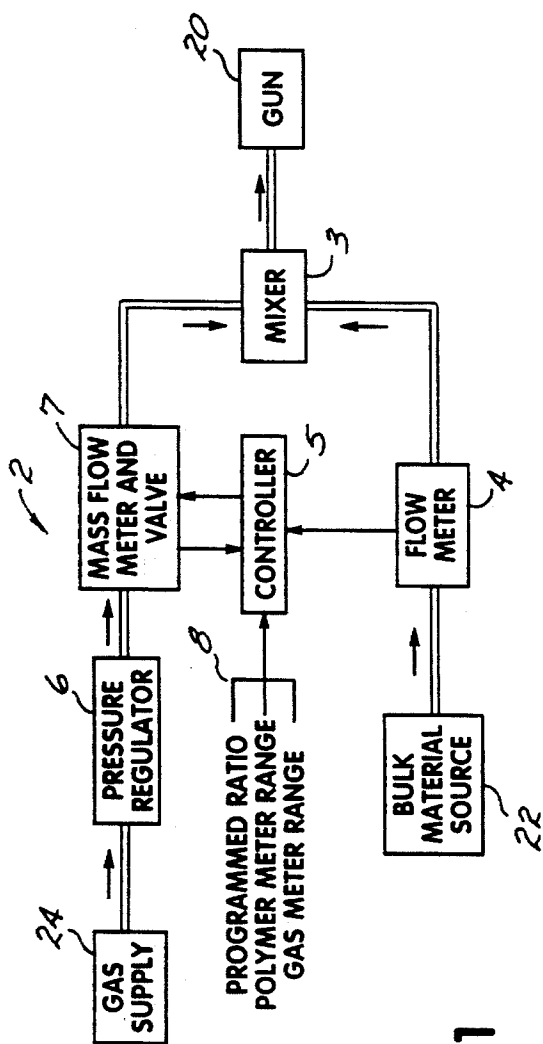 24
GAS
SUPPLY
6
PRESSURE
REGULATOR
2
7
MASS FLOW
METER AND
VALVE
20
GUN
MIXER
3
8
PROGRAMMED RATIO
POLYMER METER RANGE
GAS METER RANGE
CONTROLLER
5
BULK
MATERIAL
SOURCE
22
FLOW
METER
4
1